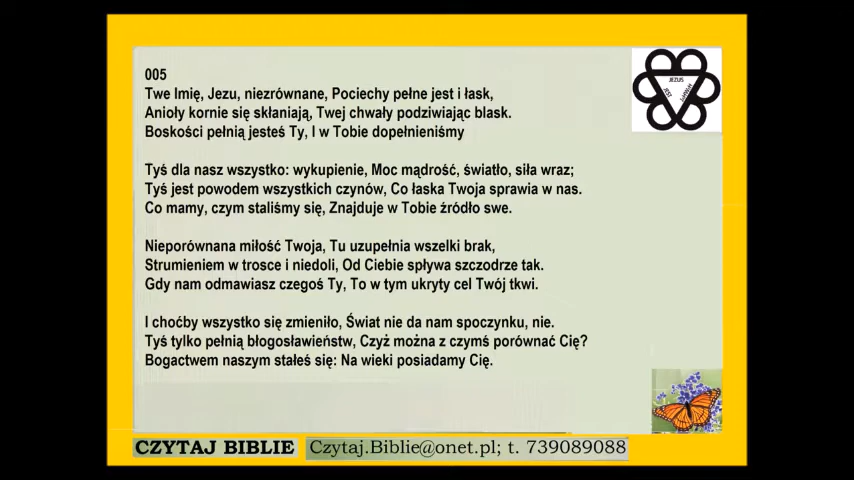 005
Twe Imię, Jezu, niezrównane, Pociechy pełne jest i łask,
Anioły kornie się skłaniają, Twej chwały podziwiając blask.
Boskości pełnią jesteś Ty, I w Tobie dopełnieniśmy
Tyś dla nasz wszystko: wykupienie, Moc mądrość, światło, siła wraz;
Tyś jest powodem wszystkich czynów, Co łaska Twoja sprawia w nas.
Co mamy, czym staliśmy się, Znajduje w Tobie źródło swe.
Nieporównana miłość Twoja, Tu uzupełnia wszelki brak,
Strumieniem w trosce i niedoli, Od Ciebie spływa szczodrze tak.
Gdy nam odmawiasz czegoś Ty, To w tym ukryty cel Twój tkwi.
I choćby wszystko się zmieniło, Świat nie da nam spoczynku, nie.
Tyś tylko pełnią błogosławieństw, Czyż można z czymś porównać Cię?
Bogactwem naszym stałeś się: Na wieki posiadamy Cię.
JEZUS
JEST
PANEM
CZYTAJ BIBLIE
Czytaj.Biblie@onet.pl; t. 739089088